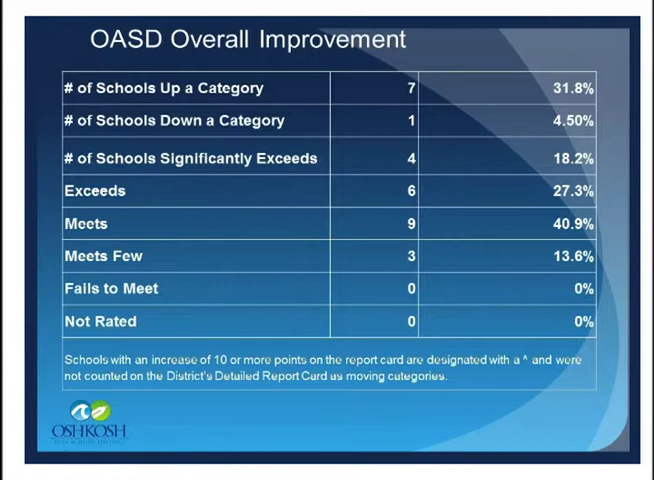 OASD Overall Improvement
# of Schools Up a Category 7 31.8%
# of Schools Down a Category 1 4.50%
# of Schools Significantly Exceeds 4 18.2%
Exceeds 6 27.3%
Meets 9 40.9%
Meets Few 3 13.6%
Fails to Meet 0 0%
Not Rated 0 0%
Schools with an increase of 10 or more points on the report card are designated with a ^ and were
not counted on the District's Detailed Report Card as moving categories.
OSHKOSH